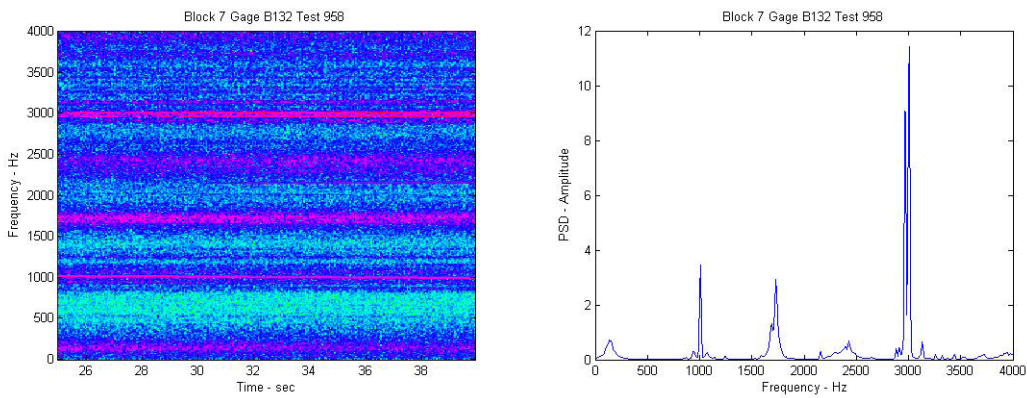 Block 7 Gage B132 Test 958
4000
3500
3000
2500
2000
1500
1000
500
0
Frequency - Hz
26 28 30 32 34 36 38
Time - sec
Block 7 Gage B132 Test 958
12
10
8
6
4
2
0
PSD - Amplitude
0 500 1000 1500 2000 2500 3000 3500 4000
Frequency - Hz